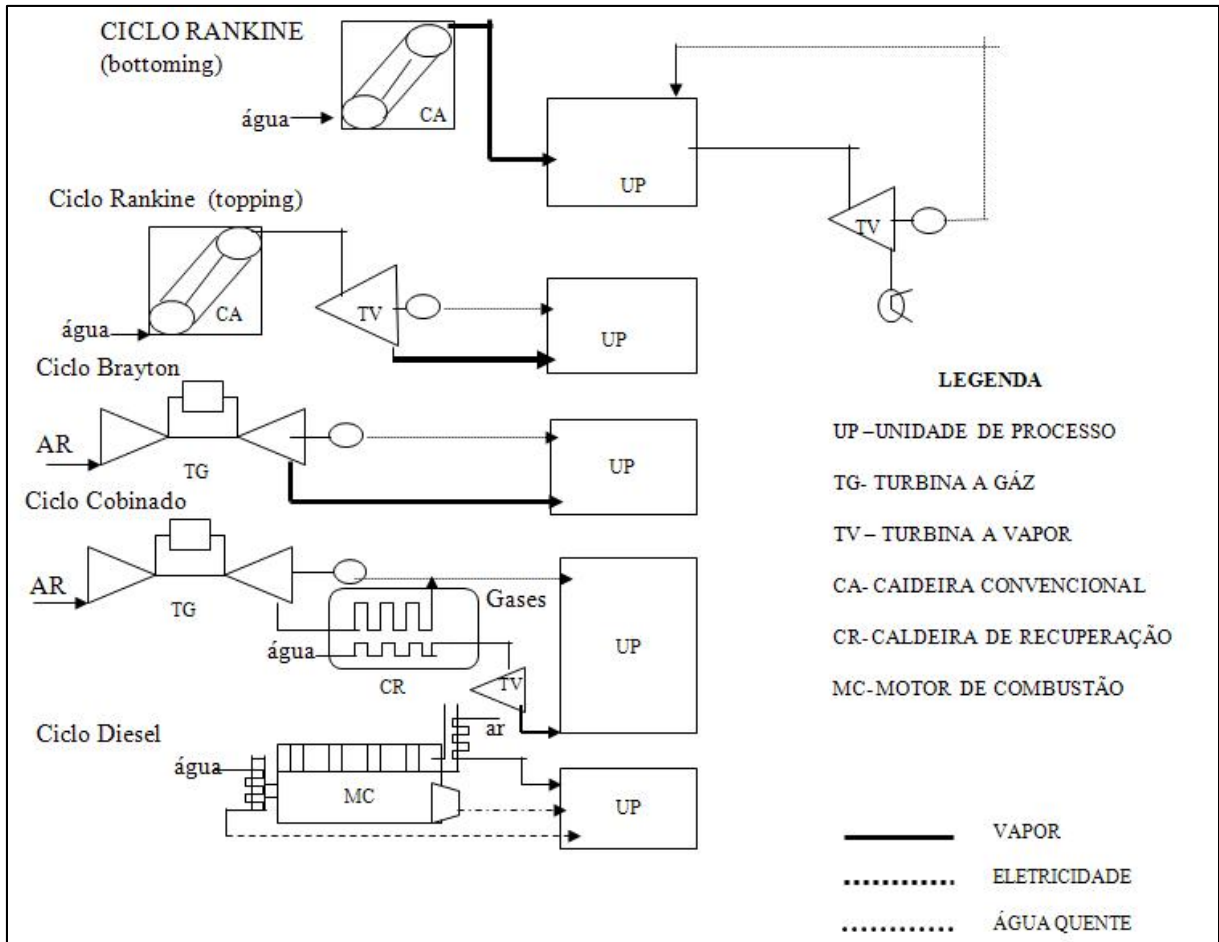 CICLO RANKINE
(bottoming)
água
CA
UP
TV
Ciclo Rankine (topping)
água
CA
TV
UP
Ciclo Brayton
AR
TG
UP
Ciclo Cobinado
AR
TG
Gases
água
CR
TV
UP
Ciclo Diesel
água
ar
MC
UP
LEGENDA
UP –UNIDADE DE PROCESSO
TG- TURBINA A GÁZ
TV – TURBINA A VAPOR
CA- CAIDEIRA CONVENCIONAL
CR- CALDEIRA DE RECUPERAÇÃO
MC-MOTOR DE COMBUSTÃO
VAPOR
ELETRICIDADE
ÁGUA QUENTE